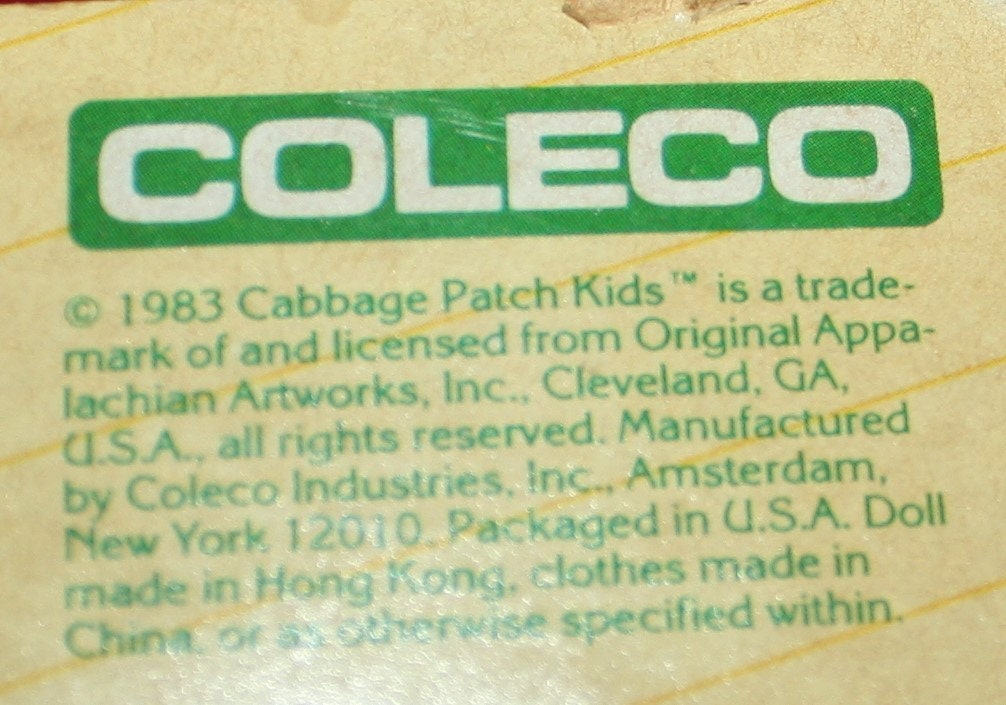 COLECO
© 1983 Cabbage Patch Kids™ is a trade-
mark of and licensed from Original Appa-
lachian Artworks, Inc., Cleveland, GA,
U.S.A., all rights reserved. Manufactured
by Coleco Industries, Inc., Amsterdam,
New York 12010. Packaged in U.S.A. Doll
made in Hong Kong, clothes made in
China, or as otherwise specified within.